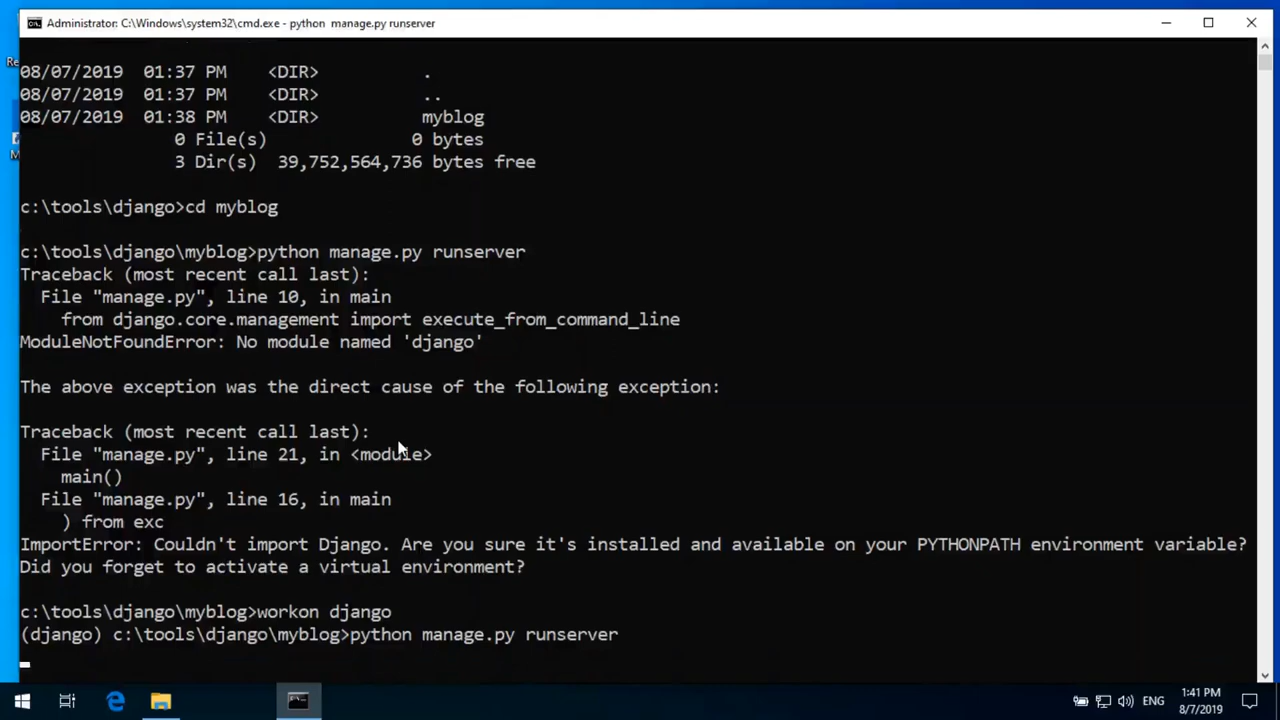 Administrator: C:\Windows\system32\cmd.exe - python  manage.py runserver
08/07/2019  01:37 PM    <DIR>          .
08/07/2019  01:37 PM    <DIR>          ..
08/07/2019  01:38 PM    <DIR>          myblog
               0 File(s)              0 bytes
               3 Dir(s)  39,752,564,736 bytes free
c:\tools\django>cd myblog
c:\tools\django\myblog>python manage.py runserver
Traceback (most recent call last):
  File "manage.py", line 10, in main
    from django.core.management import execute_from_command_line
ModuleNotFoundError: No module named 'django'
The above exception was the direct cause of the following exception:
Traceback (most recent call last):
  File "manage.py", line 21, in <module>
    main()
  File "manage.py", line 16, in main
    ) from exc
ImportError: Couldn't import Django. Are you sure it's installed and available on your PYTHONPATH environment variable?
Did you forget to activate a virtual environment?
c:\tools\django\myblog>workon django
(django) c:\tools\django\myblog>python manage.py runserver
ENG
1:41 PM
8/7/2019